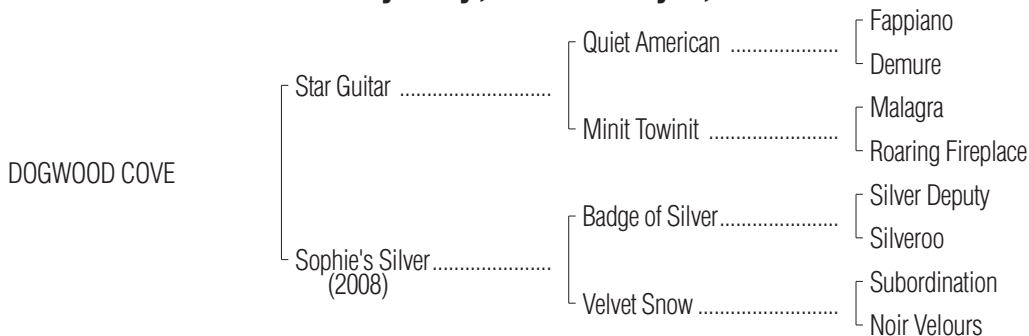 Fappiano
Quiet American .....................
Demure
Star Guitar ............................
Malagra
Minit Towinit ........................
Roaring Fireplace
DOGWOOD COVE
Silver Deputy
Badge of Silver......................
Silveroo
Sophie's Silver......................
(2008)
Subordination
Velvet Snow ..........................
Noir Velours